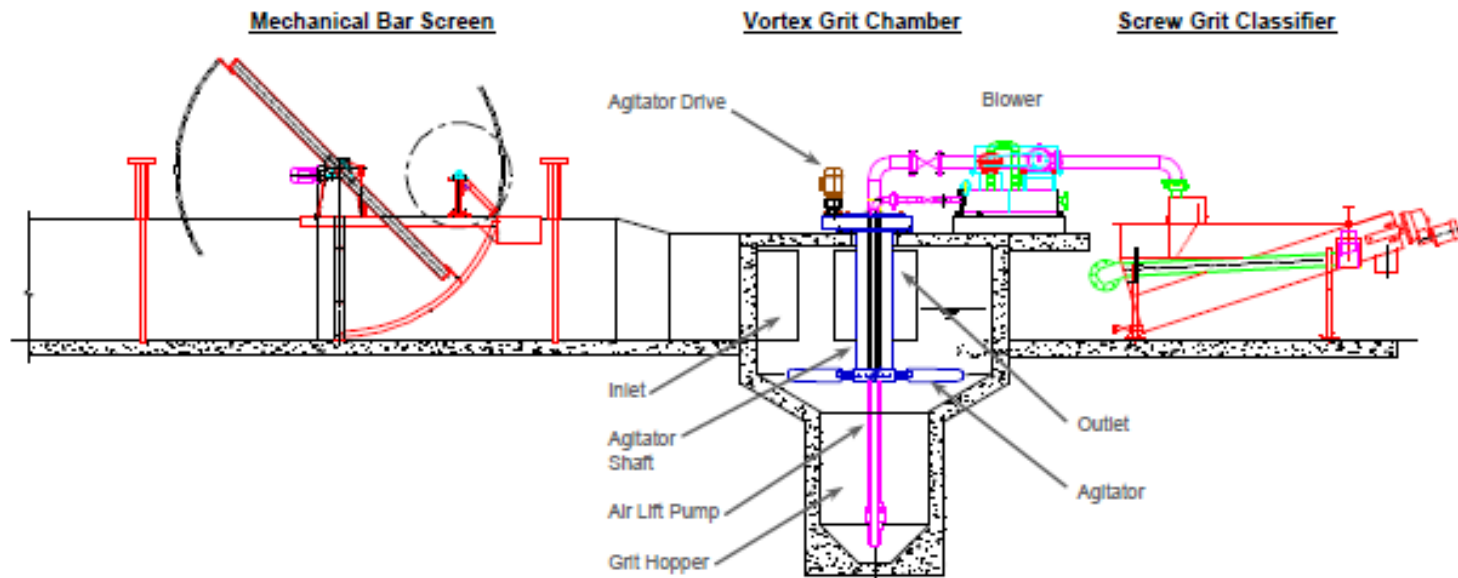 Mechanical Bar Screen
Vortex Grit Chamber
Screw Grit Classifier
Agitator Drive
Blower
Inlet
Agitator
Shaft
Air Lift Pump
Grit Hopper
Outlet
Agitator